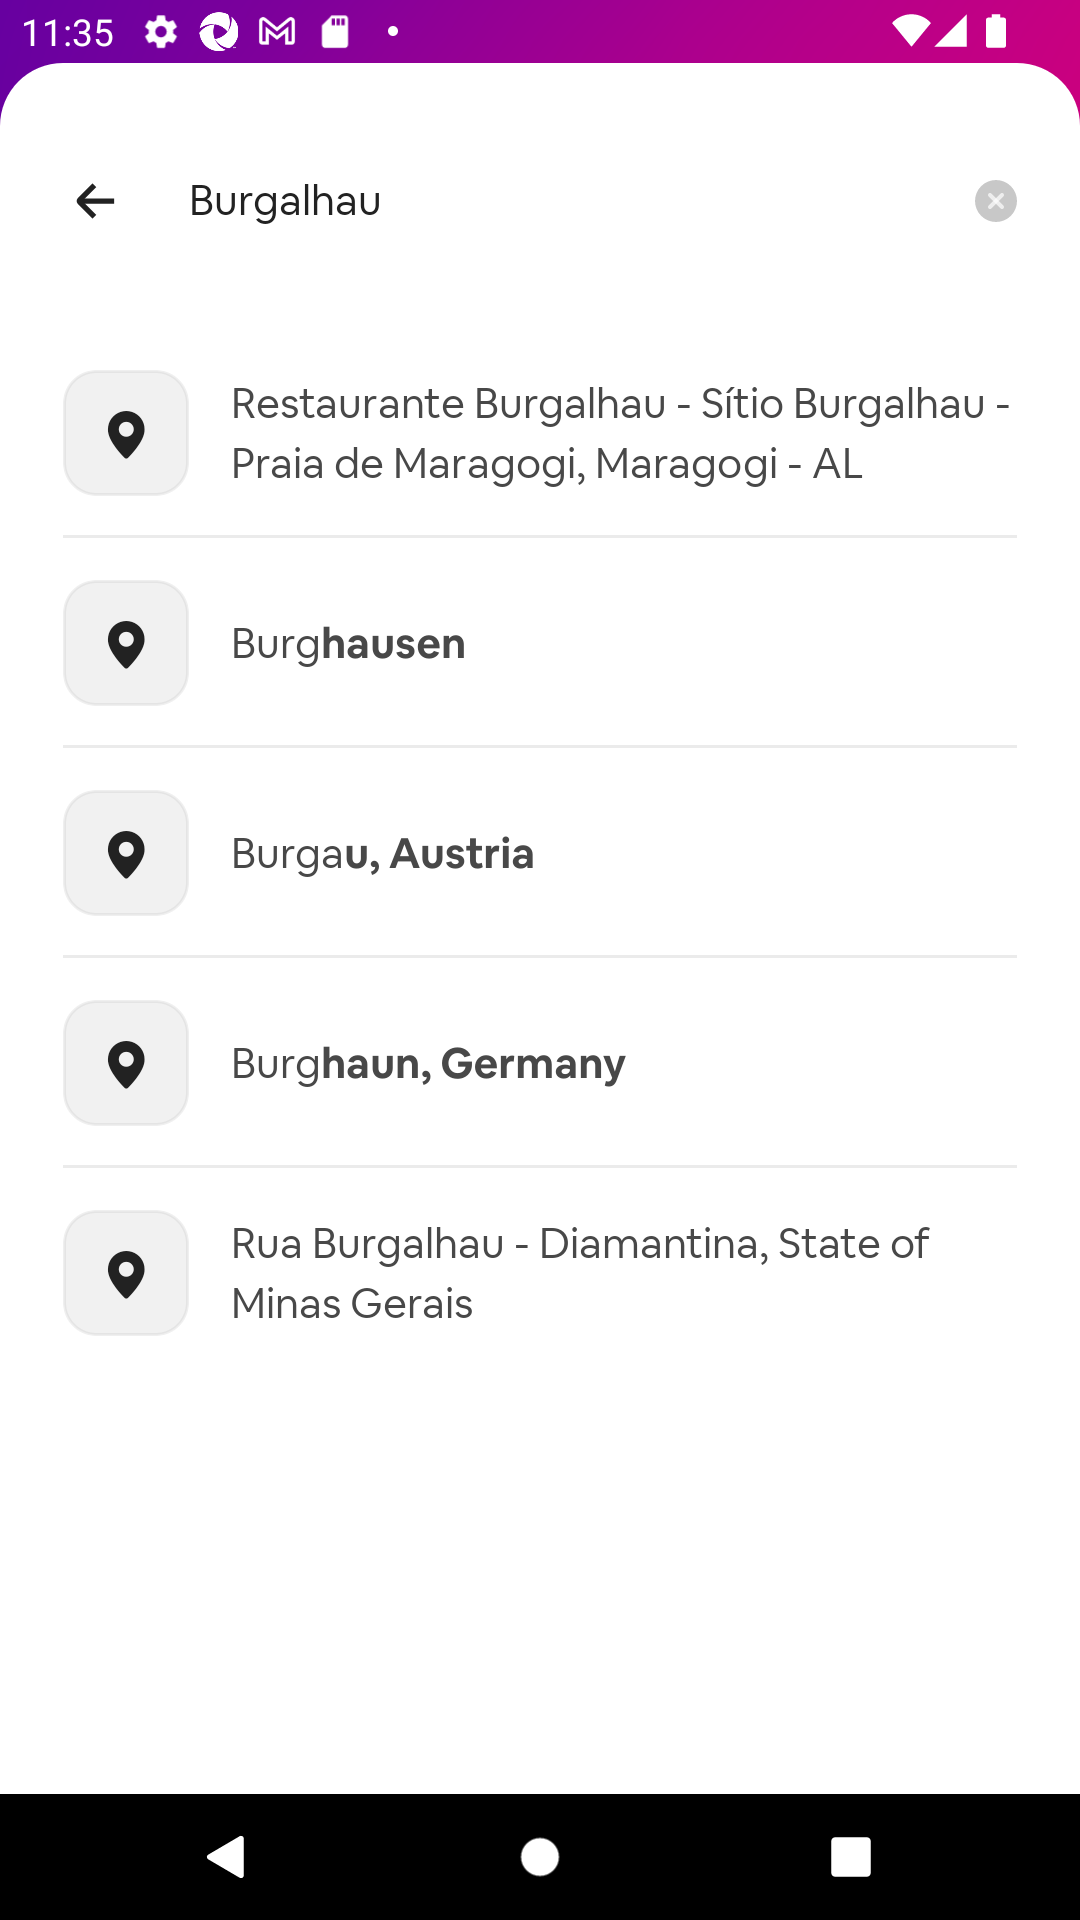 11:35
Burgalhau
Restaurante Burgalhau - Sítio Burgalhau -
Praia de Maragogi, Maragogi - AL
Burghausen
Burgau, Austria
Burghaun, Germany
Rua Burgalhau - Diamantina, State of
Minas Gerais